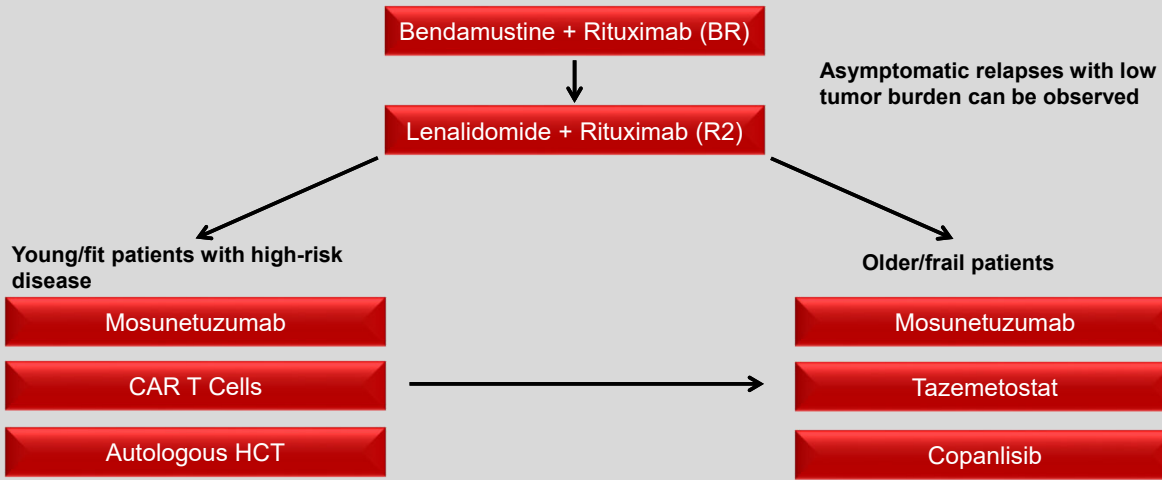 Bendamustine + Rituximab (BR)
Asymptomatic relapses with low
tumor burden can be observed
Lenalidomide + Rituximab (R2)
Young/fit patients with high-risk
disease
Older/frail patients
Mosunetuzumab
Mosunetuzumab
CAR T Cells
Tazemetostat
Autologous HCT
Copanlisib